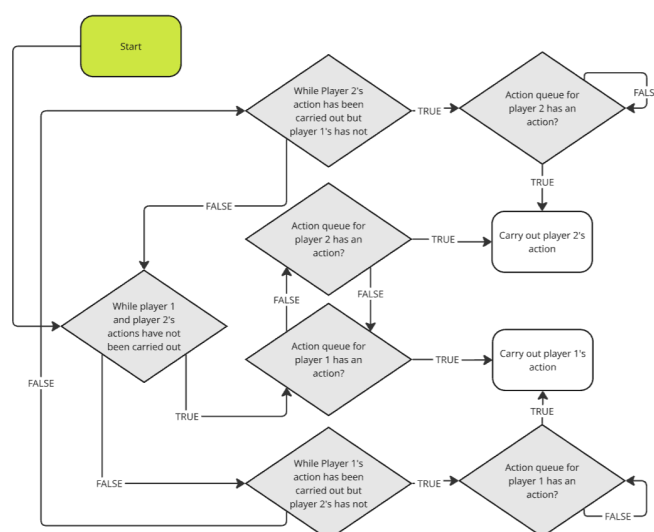 Start
While Player 2's
action has been
carried out but
player 1's has not
TRUE
Action queue for
player 2 has an
action?
FALS
TRUE
FALSE
Action queue for
player 2 has an
action?
TRUE
Carry out player 2's
action
While player 1
and player 2's
actions have not
been carried out
FALSE
FALSE
Action queue for
player 1 has an
action?
TRUE
Carry out player 1's
action
FALSE
TRUE
TRUE
FALSE
While Player 1's
action has been
carried out but
player 2's has not
TRUE
Action queue for
player 1 has an
action?
FALSE